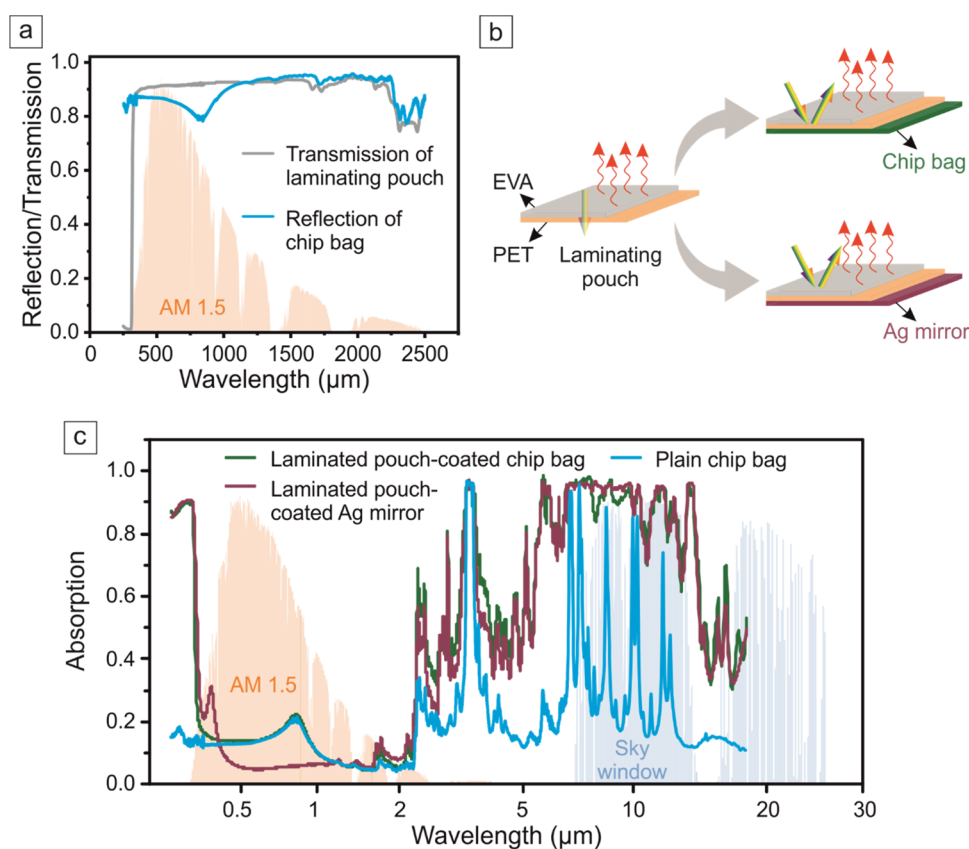 a
Reflection/Transmission
1.0
0.8
0.6
0.4
0.2
0.0
Transmission of
laminating pouch
Reflection of
chip bag
AM 1.5
0 500 1000 1500 2000 2500
Wavelength (μm)
b
EVA
PET
Laminating
pouch
Chip bag
Ag mirror
c
Absorption
1.0
0.8
0.6
0.4
0.2
0.0
Laminated pouch-coated chip bag
Laminated pouch-
coated Ag mirror
Plain chip bag
AM 1.5
Sky
window
0.5 1 2 5 10 20 30
Wavelength (μm)